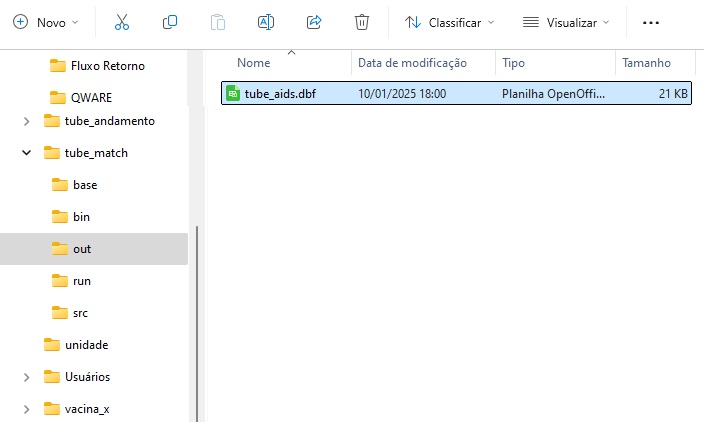 Novo Classificar Visualizar
Fluxo Retorno
QWARE
tube_andamento
tube_match
base
bin
out
run
src
unidade
Usuários
vacina_x
Nome Data de modificação Tipo Tamanho
tube_aids.dbf 10/01/2025 18:00 Planilha OpenOffi... 21 KB